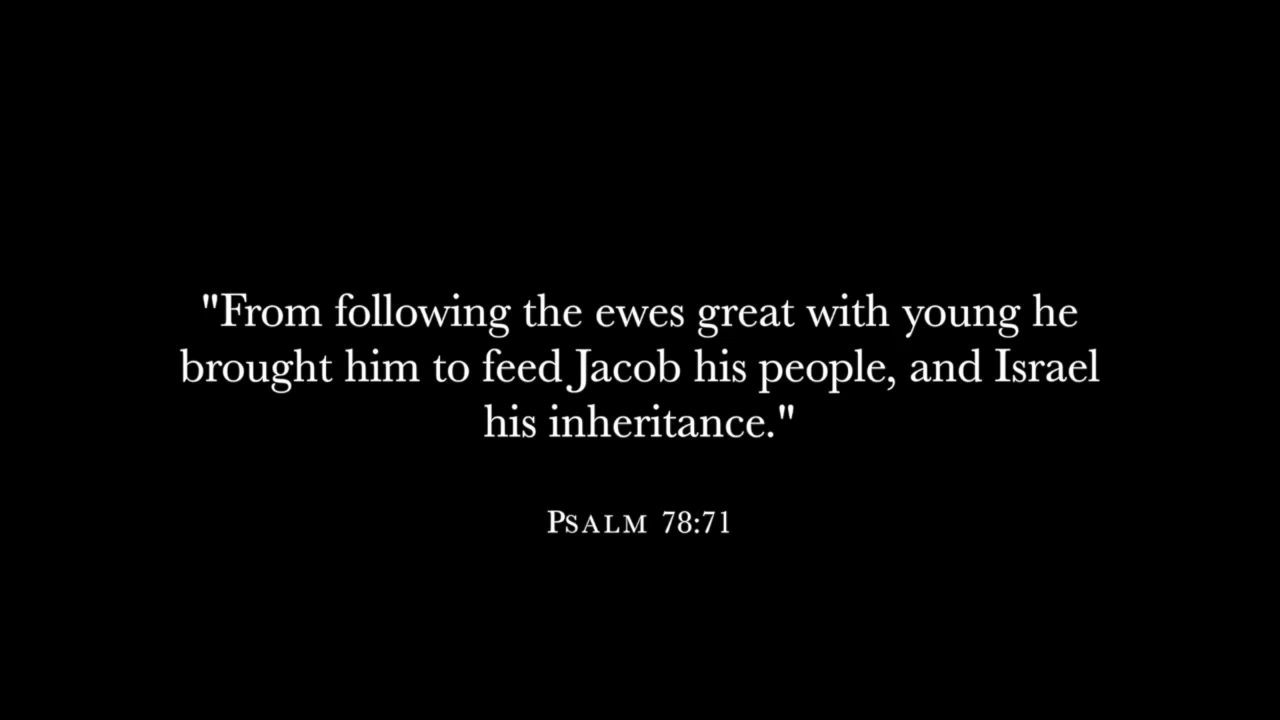 "From following the ewes great with young he
brought him to feed Jacob his people, and Israel
his inheritance."
Psalm 78:71